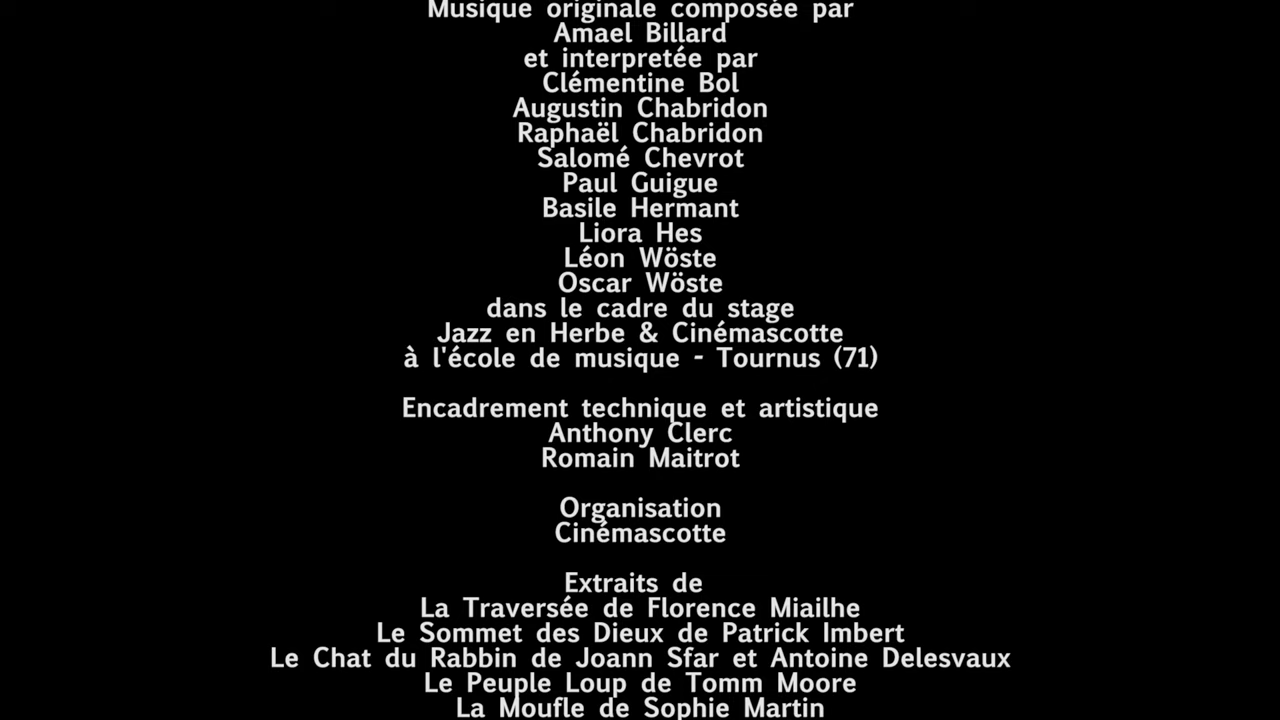 Musique originale composée par
Amael Billard
et interpretée par
Clémentine Bol
Augustin Chabridon
Raphaël Chabridon
Salomé Chevrot
Paul Guigue
Basile Hermant
Liora Hes
Léon Wöste
Oscar Wöste
dans le cadre du stage
Jazz en Herbe & Cinémascotte
à l'école de musique - Tournus (71)
Encadrement technique et artistique
Anthony Clerc
Romain Maitrot
Organisation
Cinémascotte
Extraits de
La Traversée de Florence Miailhe
Le Sommet des Dieux de Patrick Imbert
Le Chat du Rabbin de Joann Sfar et Antoine Delesvaux
Le Peuple Loup de Tomm Moore
La Moufle de Sophie Martin